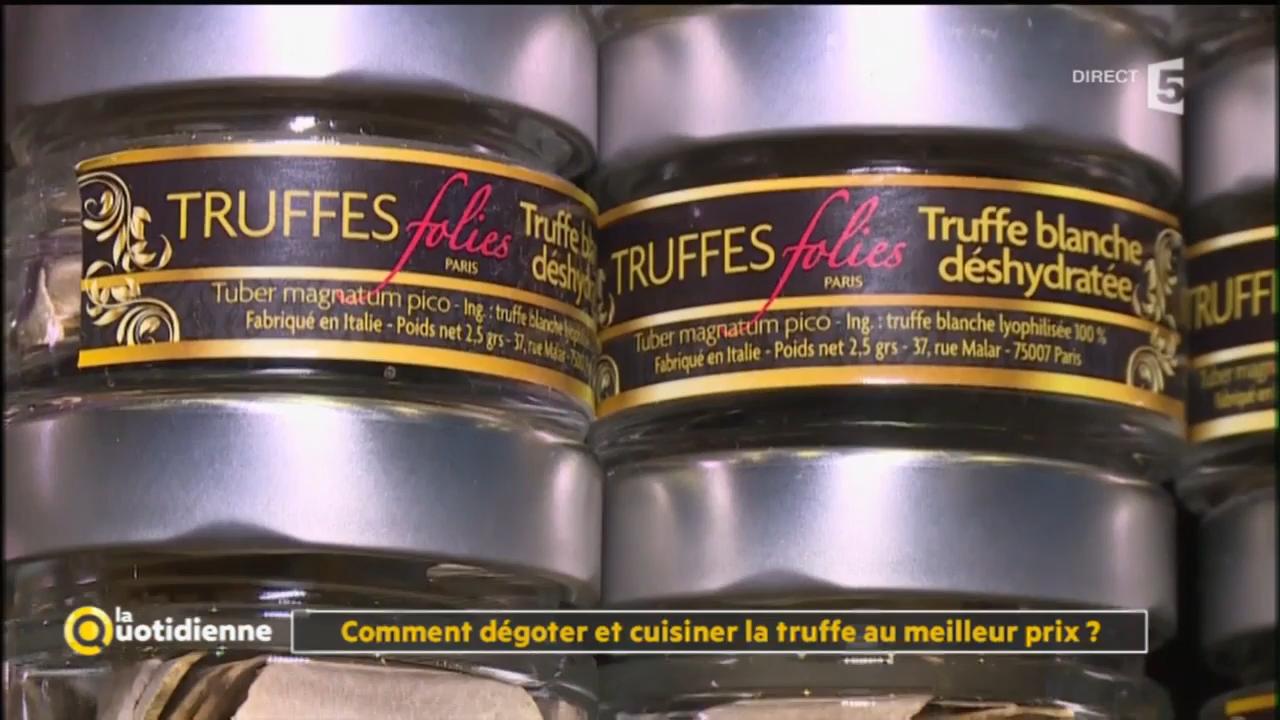 DIRECT 5
TRUFFES folies
PARIS
Truffe
Tuber magnatum pico - Ing. : truffe blanche
Fabriqué en Italie - Poids net 2,5 grs - 37, rue Malar
TRUFFES folies
PARIS
Truffe blanche
déshydratée
Tuber magnatum pico - Ing. : truffe blanche lyophilisée 100 %
Fabriqué en Italie - Poids net 2,5 grs - 37, rue Malar - 75007 Paris
la Quotidienne
Comment dégoter et cuisiner la truffe au meilleur prix ?